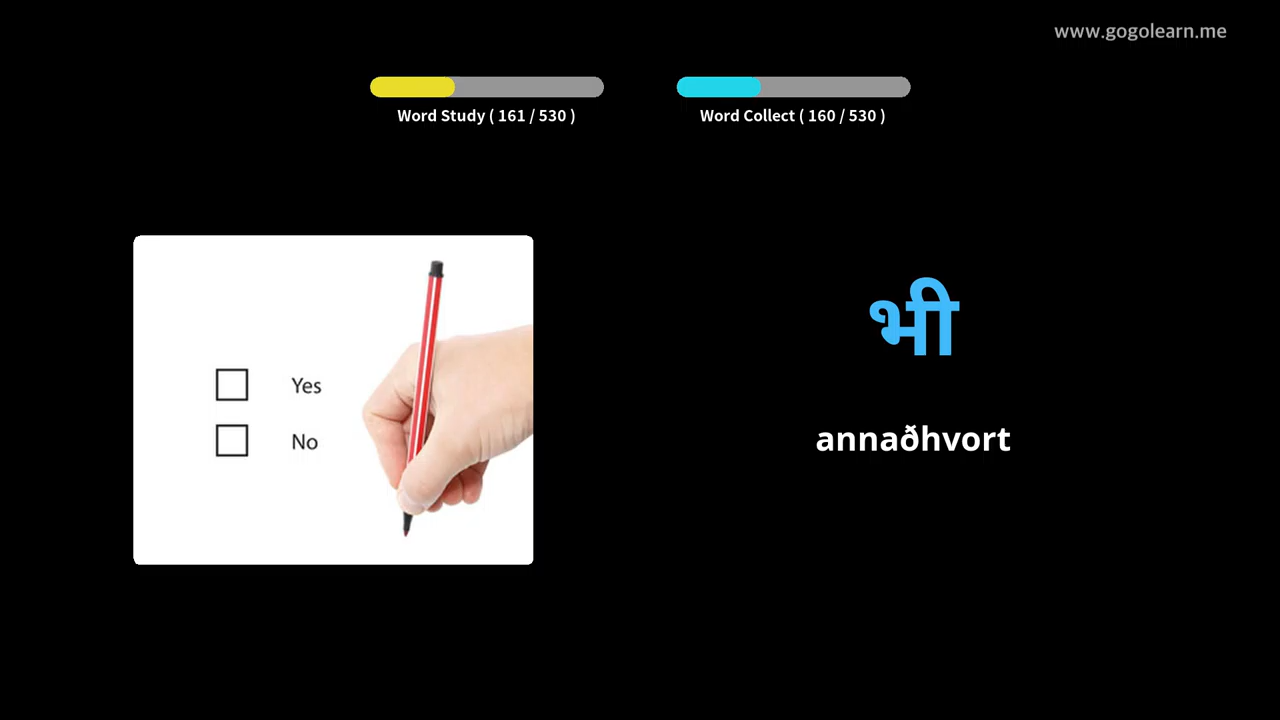 www.gogolearn.me
Word Study ( 161 / 530 )
Word Collect ( 160 / 530 )
Yes
No
भी
annaðhvort